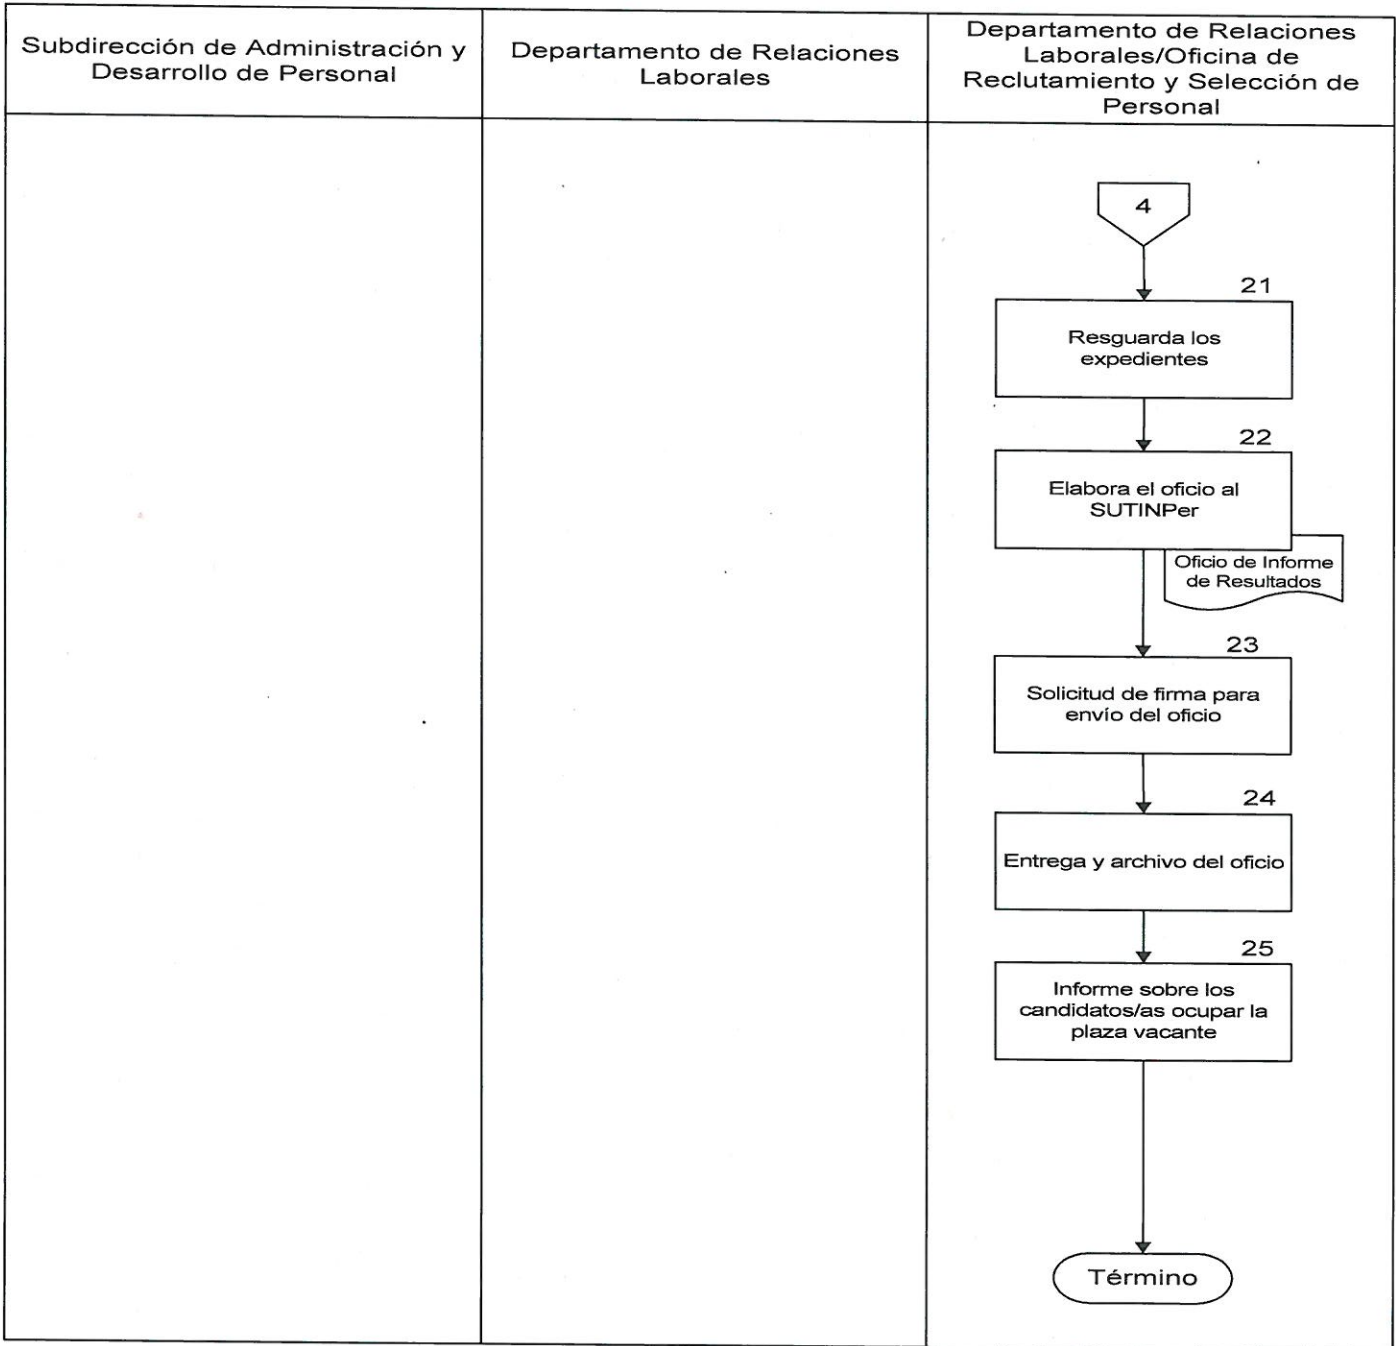 Subdirección de Administración y
Desarrollo de Personal
Departamento de Relaciones
Laborales
Departamento de Relaciones
Laborales/Oficina de
Reclutamiento y Selección de
Personal
4
21
Resguarda los
expedientes
22
Elabora el oficio al
SUTINPer
Oficio de Informe
de Resultados
23
Solicitud de firma para
envío del oficio
24
Entrega y archivo del oficio
25
Informe sobre los
candidatos/as ocupar la
plaza vacante
Término